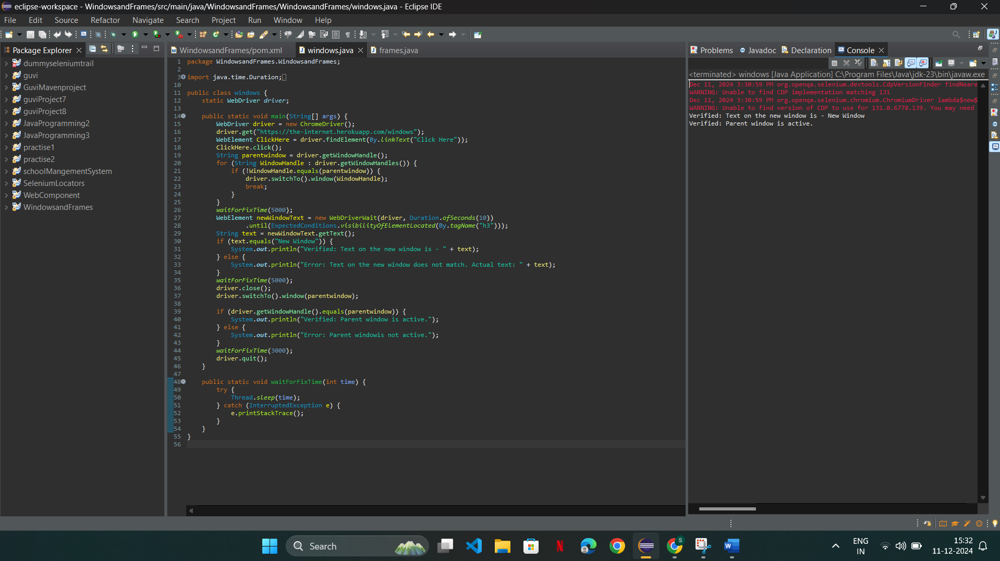 eclipse-workspace - WindowsandFrames/src/main/java/WindowsandFrames/WindowsandFrames/windows.java - Eclipse IDE
File Edit Source Refactor Navigate Search Project Run Window Help
Package Explorer
dummyseleniumtrail
guvi
GuviMavenproject
guviProject7
guviProject8
JavaProgramming2
JavaProgramming3
practise1
practise2
schoolMangementSystem
SeleniumLocators
WebComponent
WindowsandFrames
WindowsandFrames/pom.xml windows.java frames.java
1 package WindowsandFrames.WindowsandFrames;
2
3 import java.time.Duration;
10
11 public class windows {
12 static WebDriver driver;
13
14 public static void main(String[] args) {
15 WebDriver driver = new ChromeDriver();
16 driver.get("https://the-internet.herokuapp.com/windows");
17 WebElement ClickHere = driver.findElement(By.linkText("Click Here"));
18 ClickHere.click();
19 String parentwindow = driver.getWindowHandle();
20 for (String WindowHandle : driver.getWindowHandles()) {
21 if (!WindowHandle.equals(parentwindow)) {
22 driver.switchTo().window(WindowHandle);
23 break;
24 }
25 }
26 waitForFixTime(5000);
27 WebElement newWindowText = new WebDriverWait(driver, Duration.ofSeconds(10))
28 .until(ExpectedConditions.visibilityOfElementLocated(By.tagName("h3")));
29 String text = newWindowText.getText();
30 if (text.equals("New Window")) {
31 System.out.println("Verified: Text on the new window is - " + text);
32 } else {
33 System.out.println("Error: Text on the new window does not match. Actual text: " + text);
34 }
35 waitForFixTime(5000);
36 driver.close();
37 driver.switchTo().window(parentwindow);
38
39 if (driver.getWindowHandle().equals(parentwindow)) {
40 System.out.println("Verified: Parent window is active.");
41 } else {
42 System.out.println("Error: Parent windowis not active.");
43 }
44 waitForFixTime(3000);
45 driver.quit();
46 }
47
48 public static void waitForFixTime(int time) {
49 try {
50 Thread.sleep(time);
51 } catch (InterruptedException e) {
52 e.printStackTrace();
53 }
54 }
55 }
56
Problems Javadoc Declaration Console
<terminated> windows [Java Application] C:\Program Files\Java\jdk-23\bin\javaw.exe
Dec 11, 2024 3:30:59 PM org.openqa.selenium.devtools.CdpVersionFinder findNeare
WARNING: Unable to find CDP implementation matching 131
Dec 11, 2024 3:30:59 PM org.openqa.selenium.chromium.ChromiumDriver lambda$new$
WARNING: Unable to find version of CDP to use for 131.0.6778.139. You may need
Verified: Text on the new window is - New Window
Verified: Parent window is active.
Search
ENG
IN
15:32
11-12-2024